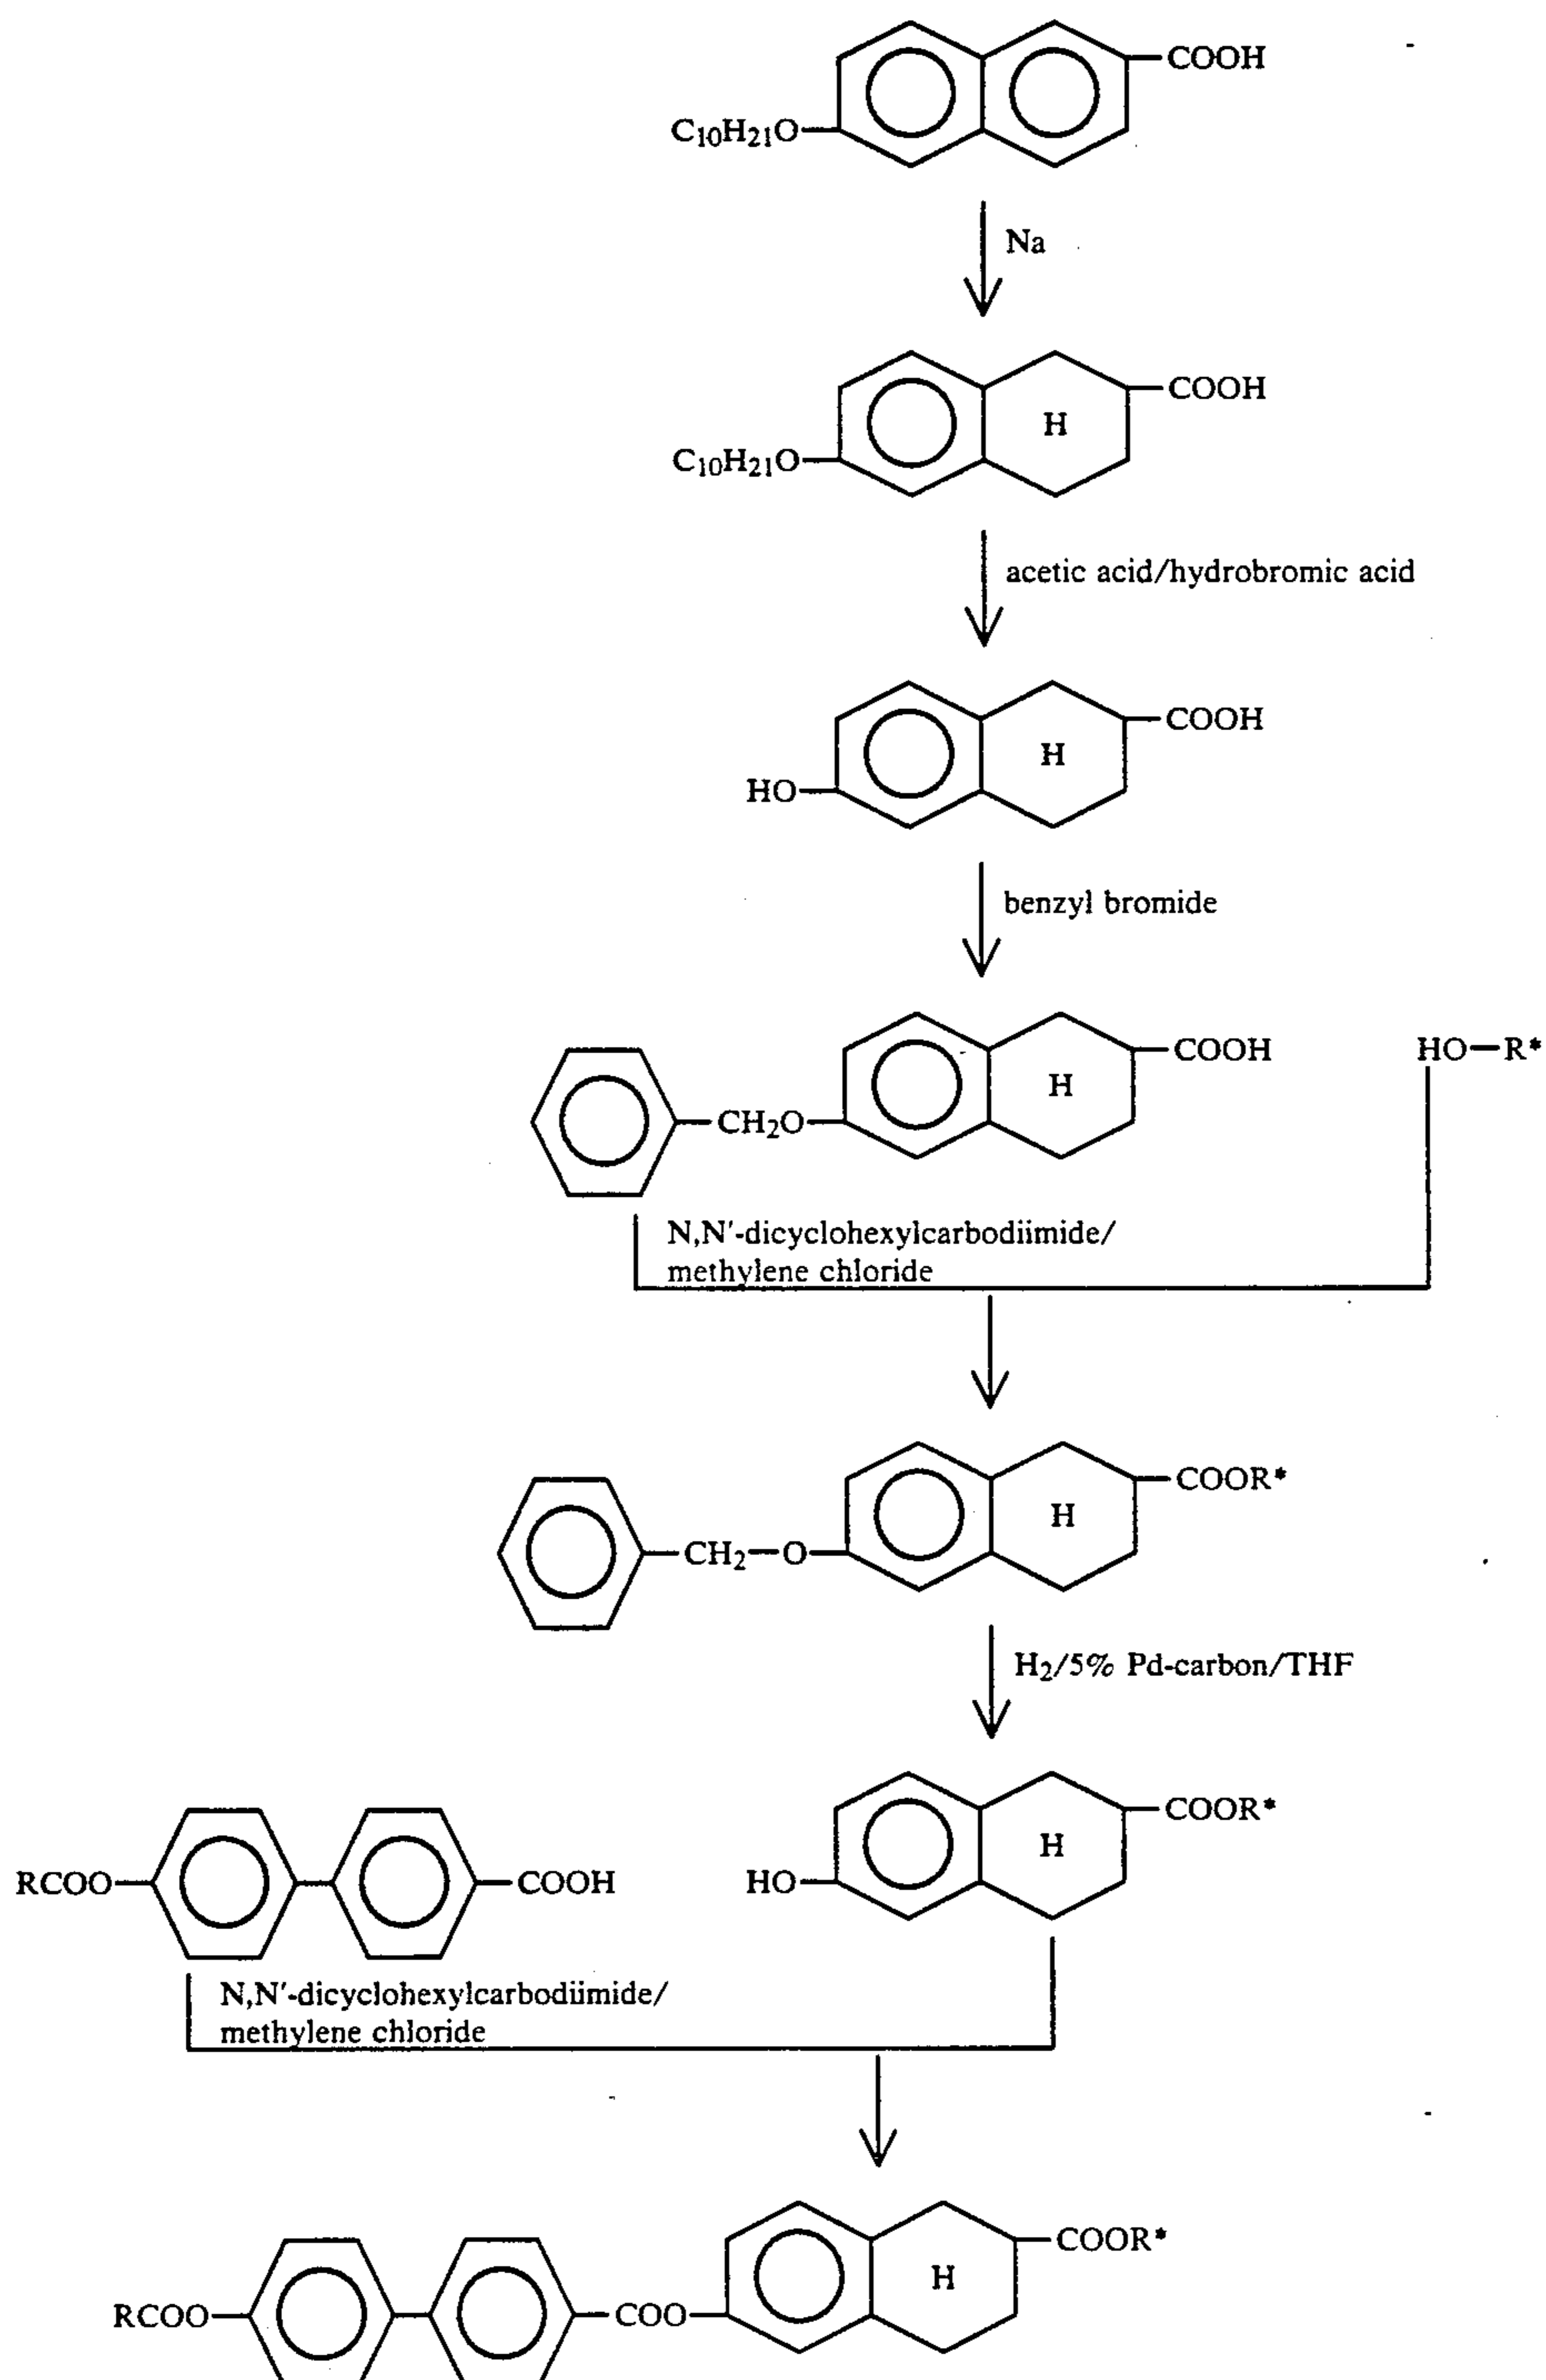 COOH
C10H21O
Na
COOH
H
C10H21O
acetic acid/hydrobromic acid
COOH
H
HO
benzyl bromide
COOH HO—R*
H
CH2O
N,N'-dicyclohexylcarbodiimide/
methylene chloride
COOR*
H
CH2—O
H2/5% Pd-carbon/THF
COOR*
H
RCOO COOH HO
N,N'-dicyclohexylcarbodiimide/
methylene chloride
COOR*
H
RCOO COO